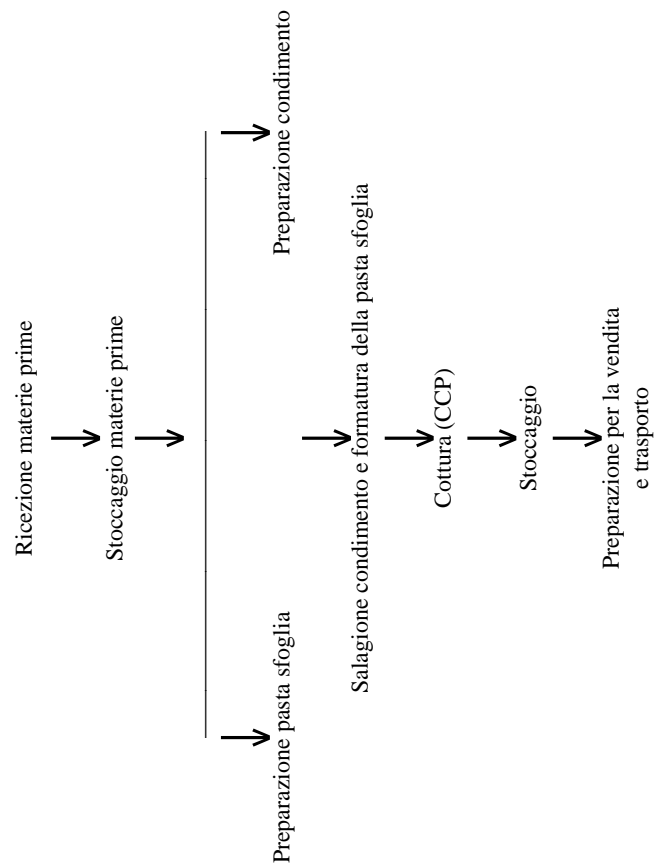 Ricezione materie prime
Stoccaggio materie prime
Preparazione pasta sfoglia
Preparazione condimento
Salagione condimento e formatura della pasta sfoglia
Cottura (CCP)
Stoccaggio
Preparazione per la vendita
e trasporto